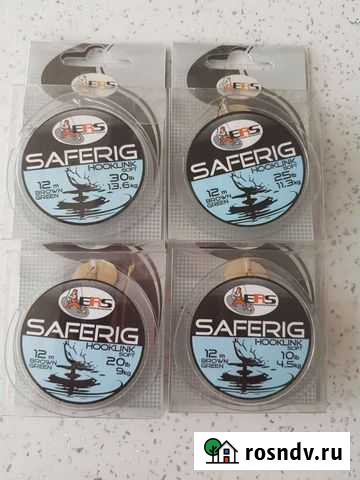 ERS
SAFERIG
HOOKLINK
SOFT
12 m
BROWN
GREEN
30 lb
13.6 kg
ERS
SAFERIG
HOOKLINK
SOFT
12 m
BROWN
GREEN
25 lb
11.3 kg
ERS
SAFERIG
HOOKLINK
SOFT
12 m
BROWN
GREEN
20 lb
9 kg
ERS
SAFERIG
HOOKLINK
SOFT
12 m
BROWN
GREEN
10 lb
4.5 kg
rosndv.ru